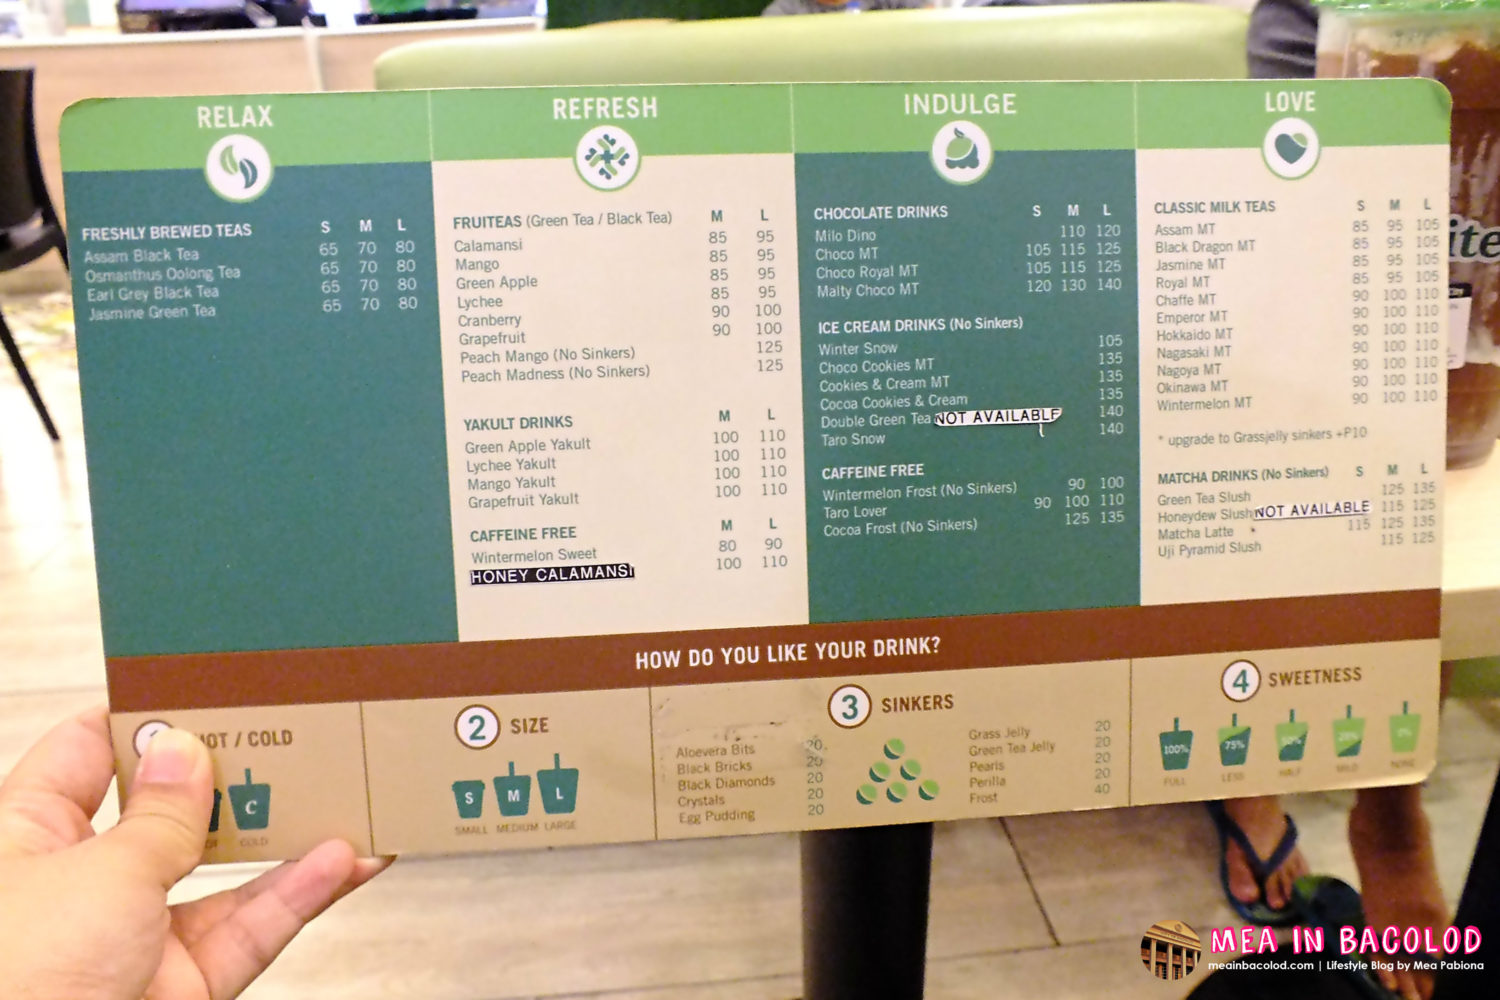 RELAX
FRESHLY BREWED TEAS S M L
Assam Black Tea 65 70 80
Osmanthus Oolong Tea 65 70 80
Earl Grey Black Tea 65 70 80
Jasmine Green Tea 65 70 80
REFRESH
FRUITEAS (Green Tea / Black Tea) M L
Calamansi 85 95
Mango 85 95
Green Apple 85 95
Lychee 85 95
Cranberry 90 100
Grapefruit 90 100
Peach Mango (No Sinkers) 125
Peach Madness (No Sinkers) 125
YAKULT DRINKS M L
Green Apple Yakult 100 110
Lychee Yakult 100 110
Mango Yakult 100 110
Grapefruit Yakult 100 110
CAFFEINE FREE M L
Wintermelon Sweet 80 90
HONEY CALAMANSI 100 110
INDULGE
CHOCOLATE DRINKS S M L
Milo Dino 110 120
Choco MT 105 115 125
Choco Royal MT 105 115 125
Malty Choco MT 120 130 140
ICE CREAM DRINKS (No Sinkers)
Winter Snow 105
Choco Cookies MT 135
Cookies & Cream MT 135
Cocoa Cookies & Cream 135
Double Green Tea NOT AVAILABLE 140
Taro Snow 140
CAFFEINE FREE
Wintermelon Frost (No Sinkers) 90 100
Taro Lover 90 100 110
Cocoa Frost (No Sinkers) 125 135
LOVE
CLASSIC MILK TEAS S M L
Assam MT 85 95 105
Black Dragon MT 85 95 105
Jasmine MT 85 95 105
Royal MT 85 95 105
Chaffe MT 90 100 110
Emperor MT 90 100 110
Hokkaido MT 90 100 110
Nagasaki MT 90 100 110
Nagoya MT 90 100 110
Okinawa MT 90 100 110
Wintermelon MT 90 100 110
* upgrade to Grassjelly sinkers +P10
MATCHA DRINKS (No Sinkers) S M L
Green Tea Slush 125 135
Honeydew Slush NOT AVAILABLE 115 125
Matcha Latte 115 125 135
Uji Pyramid Slush 115 125
HOW DO YOU LIKE YOUR DRINK?
HOT / COLD
C
COLD
2 SIZE
S M L
SMALL MEDIUM LARGE
3 SINKERS
Aloevera Bits 20
Black Bricks 20
Black Diamonds 20
Crystals 20
Egg Pudding 20
Grass Jelly 20
Green Tea Jelly 20
Pearls 20
Perilla 20
Frost 40
4 SWEETNESS
100% 75% 50% 25% 0%
FULL LESS HALF MILD NONE
ite
MEA IN BACOLOD
meainbacolod.com | Lifestyle Blog by Mea Pabiona